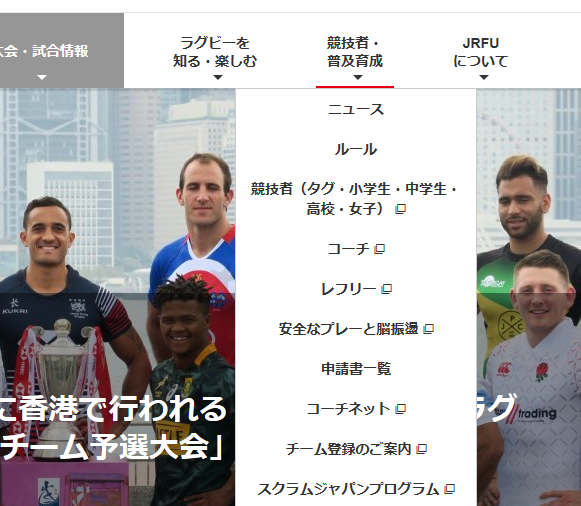 大会・試合情報
ラグビーを
知る・楽しむ
競技者・
普及育成
JRFU
について
ニュース
ルール
競技者（タグ・小学生・中学生・
高校・女子）
コーチ
レフリー
安全なプレーと脳振盪
申請書一覧
コーチネット
チーム登録のご案内
スクラムジャパンプログラム
KUKRI
に香港で行われる
ラグ
チーム予選大会」
trading